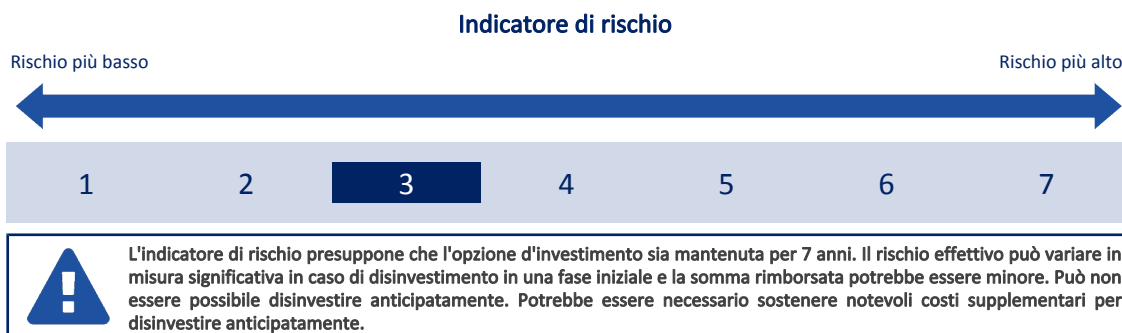 Indicatore di rischio
Rischio più basso
Rischio più alto
1 2 3 4 5 6 7
L'indicatore di rischio presuppone che l'opzione d'investimento sia mantenuta per 7 anni. Il rischio effettivo può variare in
misura significativa in caso di disinvestimento in una fase iniziale e la somma rimborsata potrebbe essere minore. Può non
essere possibile disinvestire anticipatamente. Potrebbe essere necessario sostenere notevoli costi supplementari per
disinvestire anticipatamente.